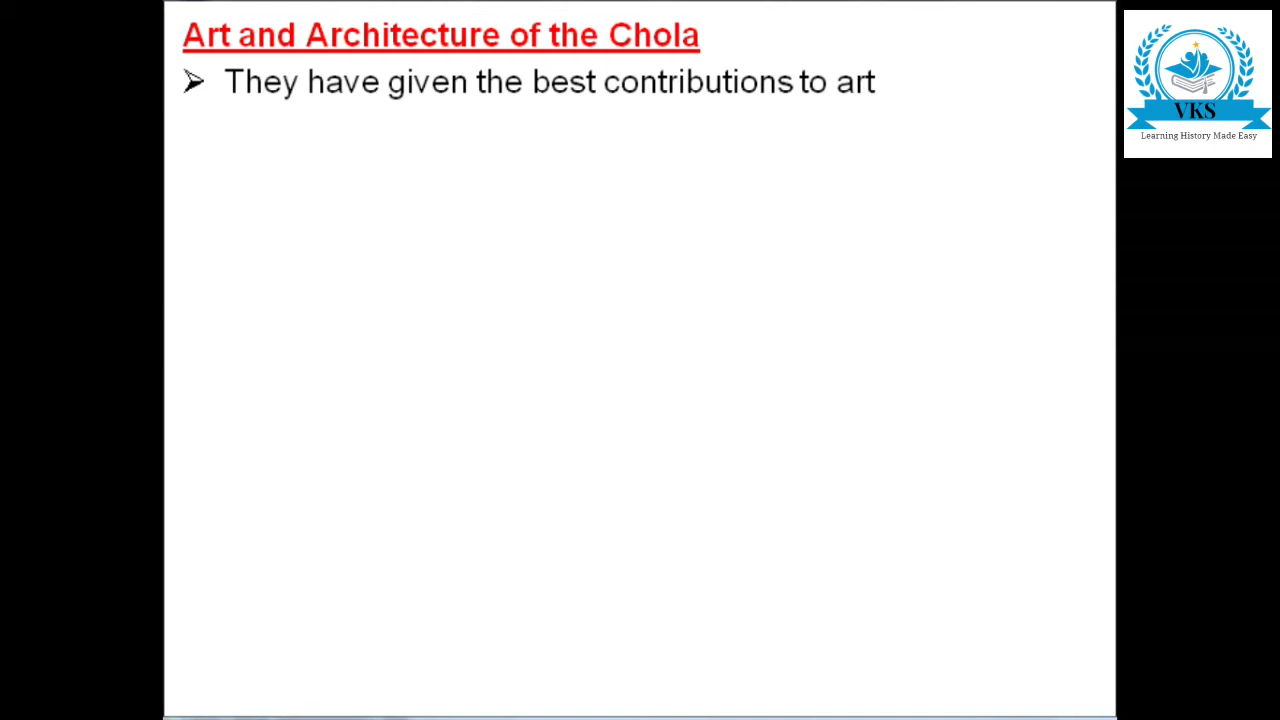 Art and Architecture of the Chola
➢ They have given the best contributions to art
VKS
Learning History Made Easy